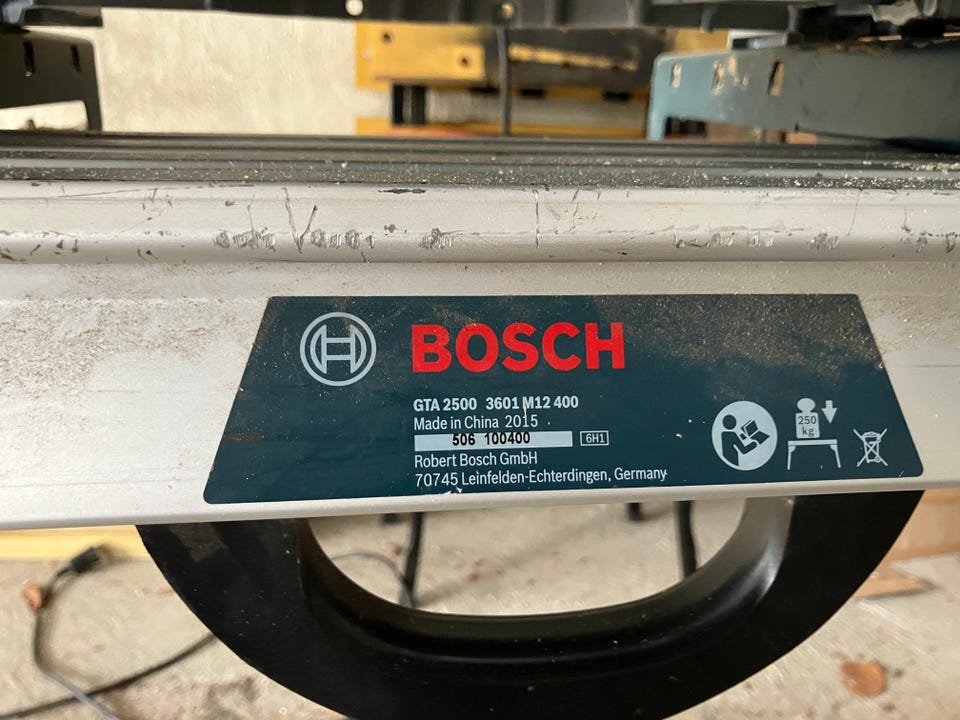 BOSCH
GTA 2500 3601 M12 400
Made in China 2015
506 100400
6H1
Robert Bosch GmbH
70745 Leinfelden-Echterdingen, Germany
250
kg